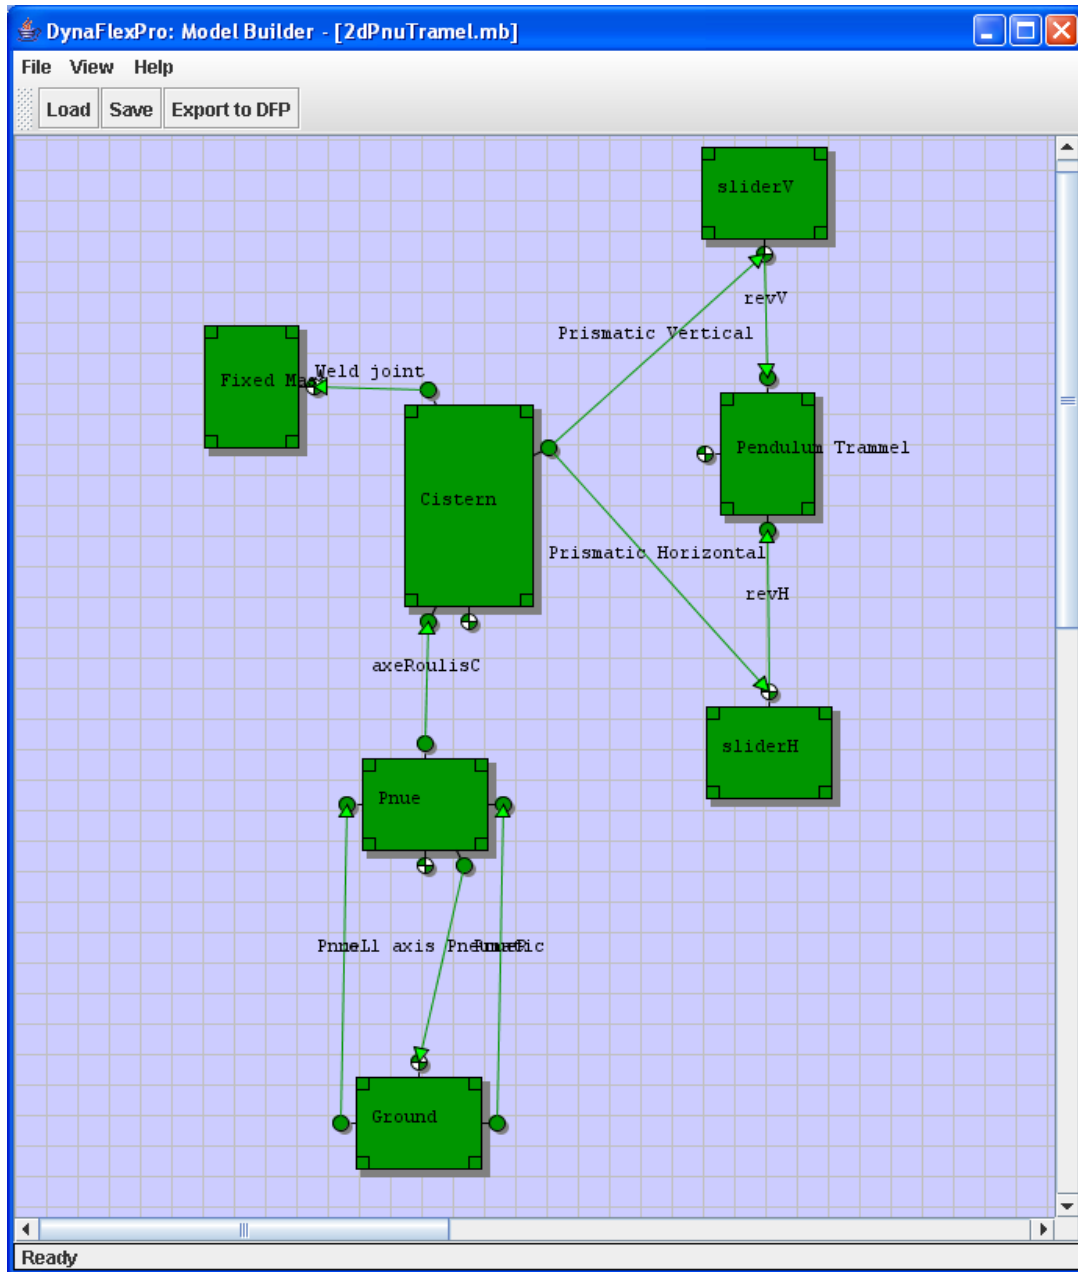 DynaFlexPro: Model Builder - [2dPnuTramel.mb]
File View Help
Load Save Export to DFP
sliderV
revV
Prismatic Vertical
Weld joint
Fixed
Pendulum Trammel
Cistern
Prismatic Horizontal
revH
axeRoulisC
sliderH
Pnue
axis
Ground
Ready